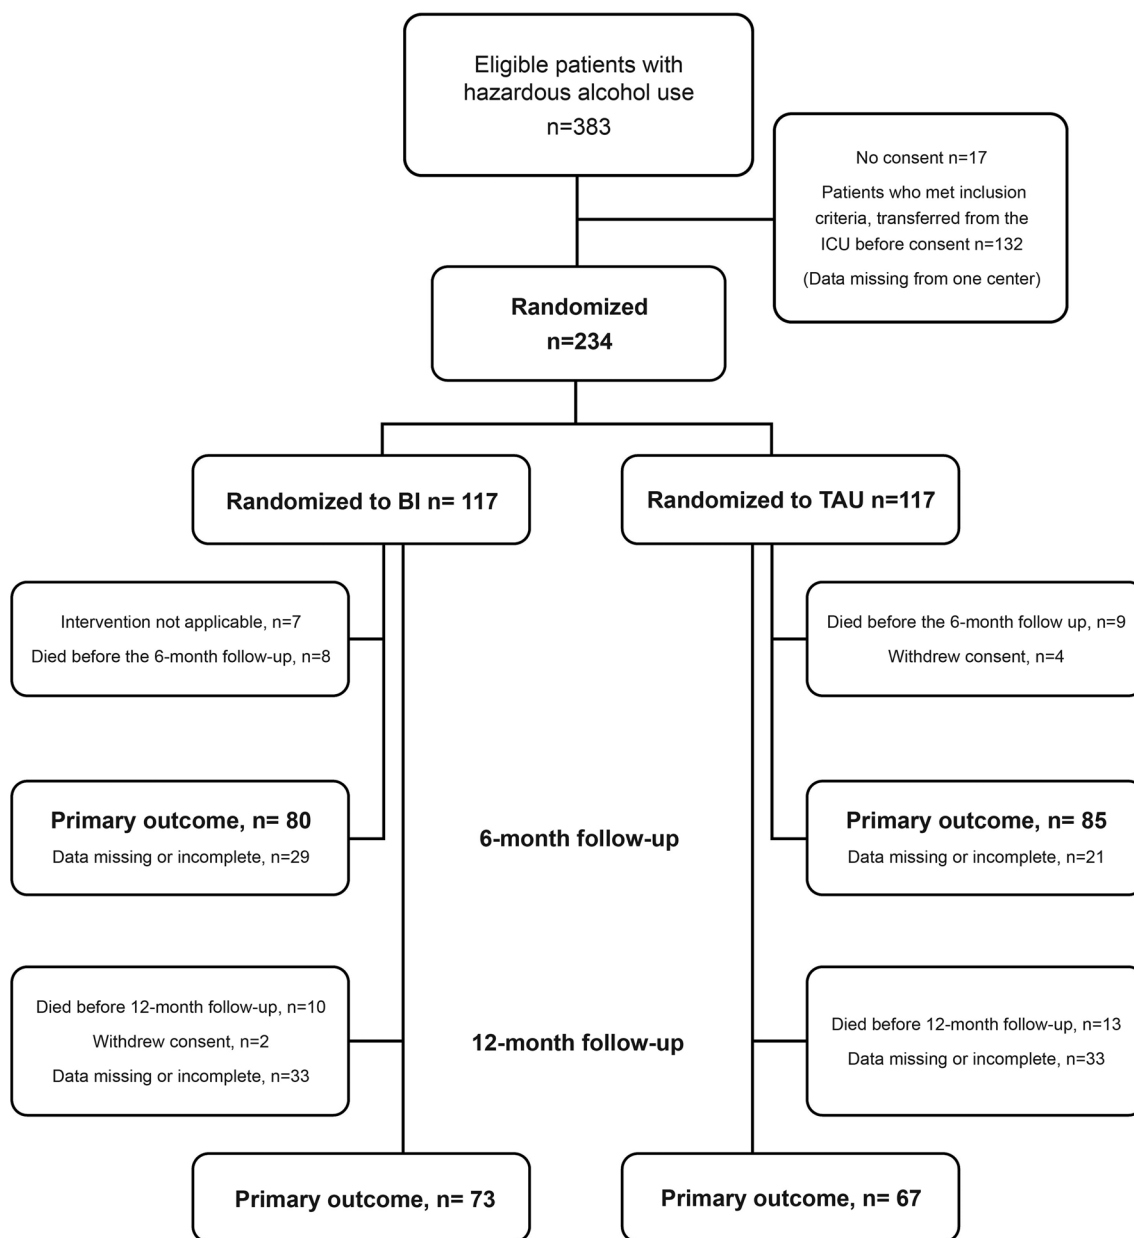 Eligible patients with
hazardous alcohol use
n=383
No consent n=17
Patients who met inclusion
criteria, transferred from the
ICU before consent n=132
(Data missing from one center)
Randomized
n=234
Randomized to BI n= 117
Randomized to TAU n=117
Intervention not applicable, n=7
Died before the 6-month follow-up, n=8
Died before the 6-month follow up, n=9
Withdrew consent, n=4
Primary outcome, n= 80
Data missing or incomplete, n=29
6-month follow-up
Primary outcome, n= 85
Data missing or incomplete, n=21
Died before 12-month follow-up, n=10
Withdrew consent, n=2
Data missing or incomplete, n=33
12-month follow-up
Died before 12-month follow-up, n=13
Data missing or incomplete, n=33
Primary outcome, n= 73
Primary outcome, n= 67